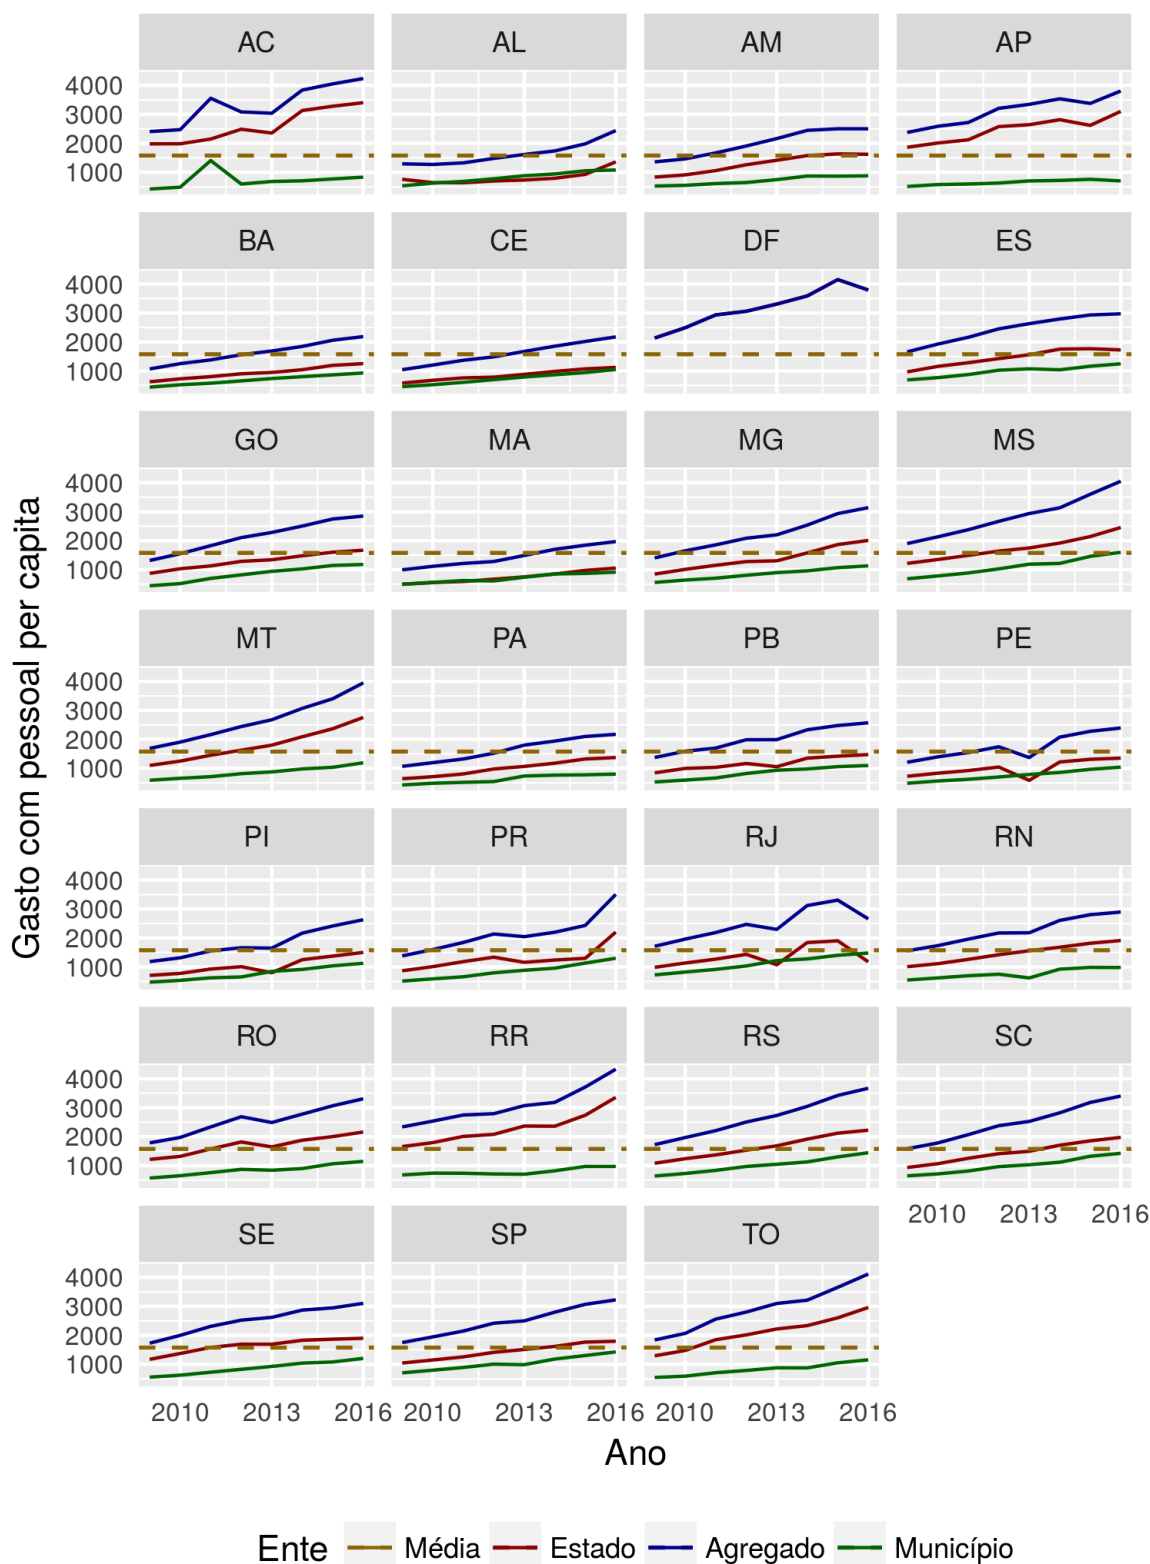 AC AL AM AP
4000
3000
2000
1000
BA CE DF ES
4000
3000
2000
1000
GO MA MG MS
4000
3000
2000
1000
MT PA PB PE
4000
3000
2000
1000
PI PR RJ RN
4000
3000
2000
1000
RO RR RS SC
4000
3000
2000
1000
2010 2013 2016
SE SP TO
4000
3000
2000
1000
2010 2013 2016 2010 2013 2016 2010 2013 2016
Gasto com pessoal per capita
Ano
Ente Média Estado Agregado Município